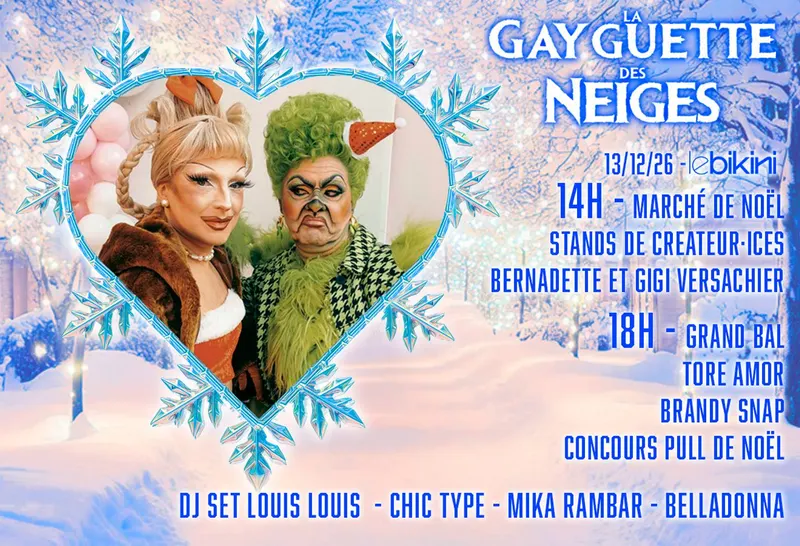 LA
GAY GUETTE
DES
NEIGES
13/12/26 - lebikini
14H - MARCHÉ DE NOËL
STANDS DE CREATEUR·ICES
BERNADETTE ET GIGI VERSACHIER
18H - GRAND BAL
TORE AMOR
BRANDY SNAP
CONCOURS PULL DE NOËL
DJ SET LOUIS LOUIS - CHIC TYPE - MIKA RAMBAR - BELLADONNA